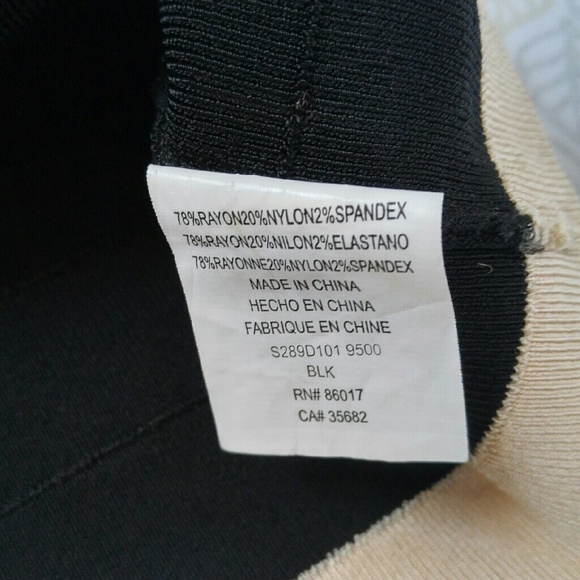 78%RAYON20%NYLON2%SPANDEX
78%RAYON20%NILON2%ELASTANO
78%RAYONNE20%NYLON2%SPANDEX
MADE IN CHINA
HECHO EN CHINA
FABRIQUE EN CHINE
S289D101 9500
BLK
RN# 86017
CA# 35682